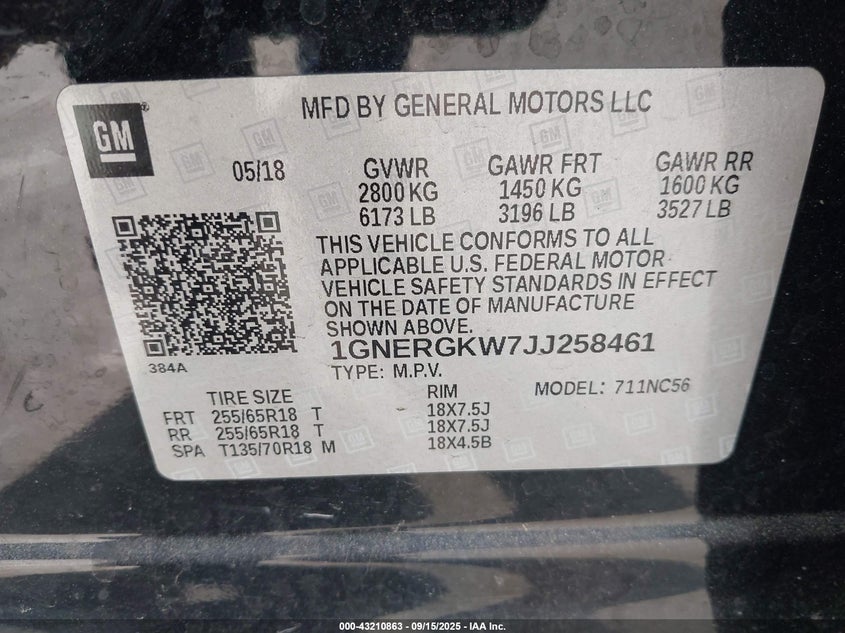 MFD BY GENERAL MOTORS LLC
GM
05/18
GVWR GAWR FRT GAWR RR
2800 KG 1450 KG 1600 KG
6173 LB 3196 LB 3527 LB
THIS VEHICLE CONFORMS TO ALL
APPLICABLE U.S. FEDERAL MOTOR
VEHICLE SAFETY STANDARDS IN EFFECT
ON THE DATE OF MANUFACTURE
SHOWN ABOVE.
1GNERGKW7JJ258461
384A
TYPE: M.P.V. MODEL: 711NC56
TIRE SIZE RIM
FRT 255/65R18 T 18X7.5J
RR 255/65R18 T 18X7.5J
SPA T135/70R18 M 18X4.5B
000-43210863 - 09/15/2025 - IAA Inc.